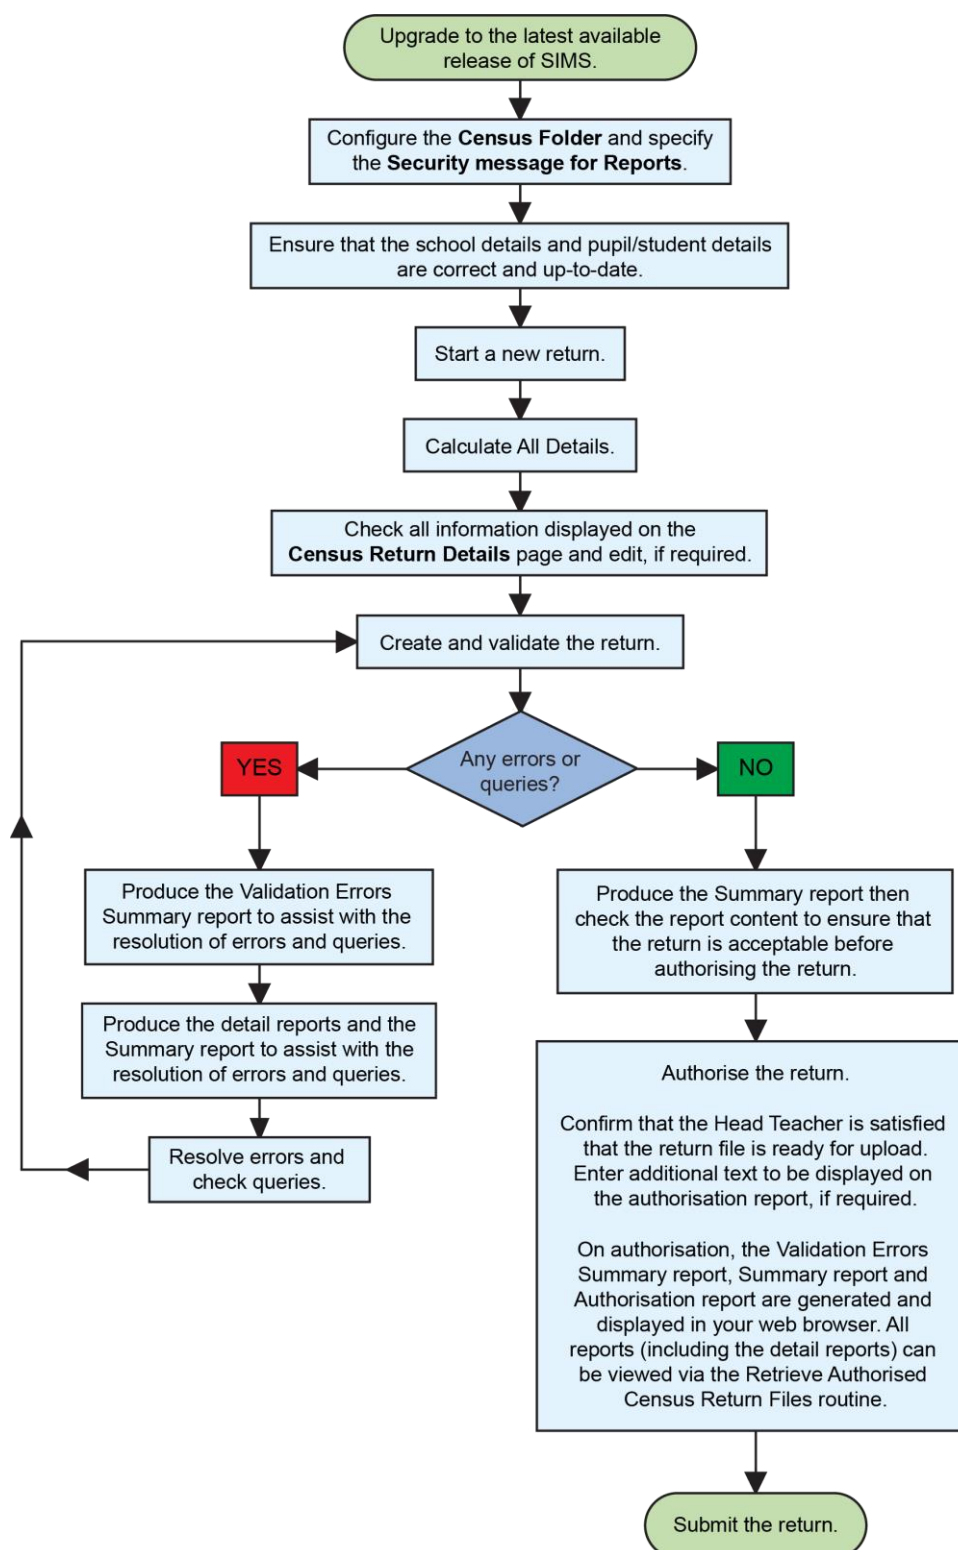 Upgrade to the latest available
release of SIMS.
Configure the Census Folder and specify
the Security message for Reports.
Ensure that the school details and pupil/student details
are correct and up-to-date.
Start a new return.
Calculate All Details.
Check all information displayed on the
Census Return Details page and edit, if required.
Create and validate the return.
Any errors or
queries?
YES
NO
Produce the Validation Errors
Summary report to assist with the
resolution of errors and queries.
Produce the detail reports and the
Summary report to assist with the
resolution of errors and queries.
Resolve errors and
check queries.
Produce the Summary report then
check the report content to ensure that
the return is acceptable before
authorising the return.
Authorise the return.
Confirm that the Head Teacher is satisfied
that the return file is ready for upload.
Enter additional text to be displayed on
the authorisation report, if required.
On authorisation, the Validation Errors
Summary report, Summary report and
Authorisation report are generated and
displayed in your web browser. All
reports (including the detail reports) can
be viewed via the Retrieve Authorised
Census Return Files routine.
Submit the return.